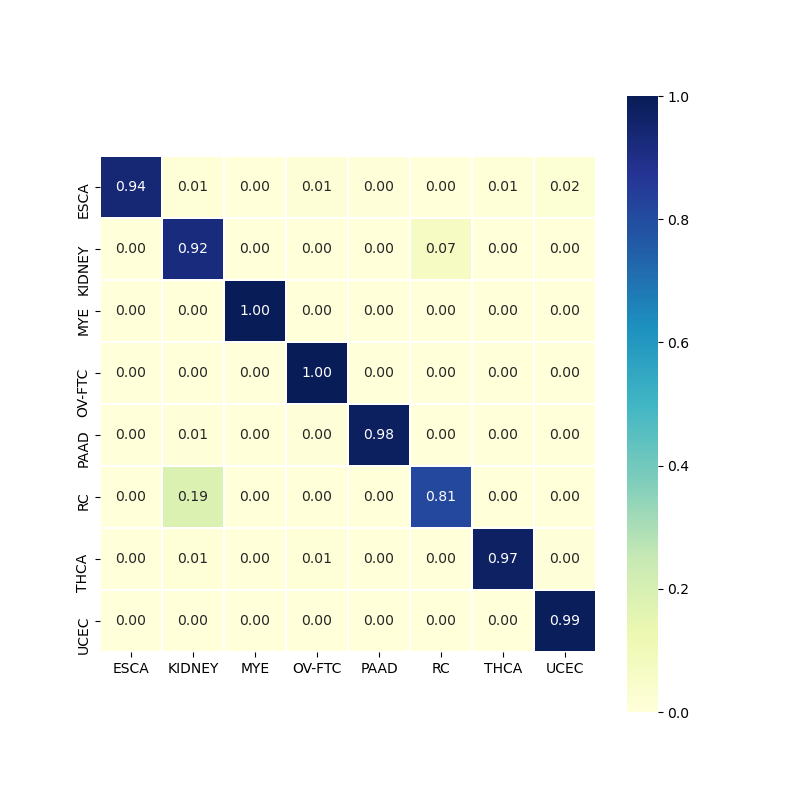 1.0
ESCA 0.94 0.01 0.00 0.01 0.00 0.00 0.01 0.02
0.8
KIDNEY 0.00 0.92 0.00 0.00 0.00 0.07 0.00 0.00
MYE 0.00 0.00 1.00 0.00 0.00 0.00 0.00 0.00
0.6
OV-FTC 0.00 0.00 0.00 1.00 0.00 0.00 0.00 0.00
PAAD 0.00 0.01 0.00 0.00 0.98 0.00 0.00 0.00
0.4
RC 0.00 0.19 0.00 0.00 0.00 0.81 0.00 0.00
THCA 0.00 0.01 0.00 0.01 0.00 0.00 0.97 0.00
0.2
UCEC 0.00 0.00 0.00 0.00 0.00 0.00 0.00 0.99
ESCA KIDNEY MYE OV-FTC PAAD RC THCA UCEC
0.0